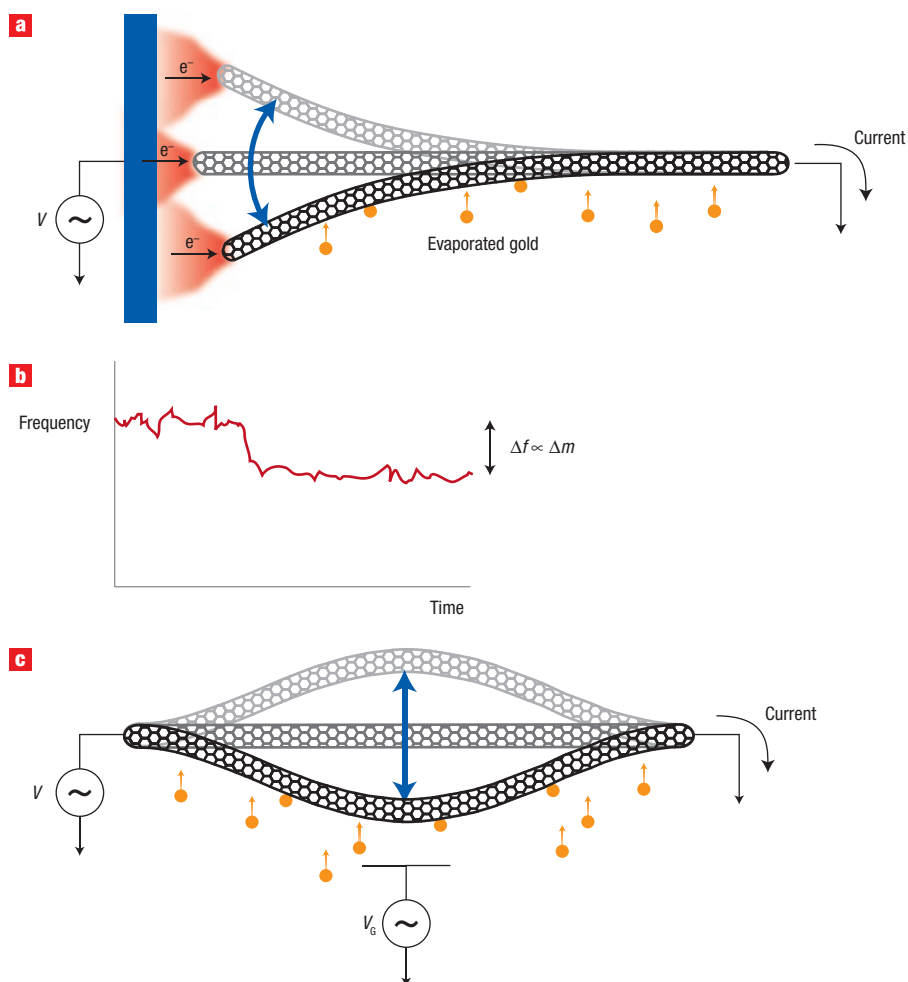 a
e⁻
Current
e⁻
V
~
e⁻
Evaporated gold
b
Frequency
Δf ∝ Δm
Time
c
Current
V
~
V_G
~